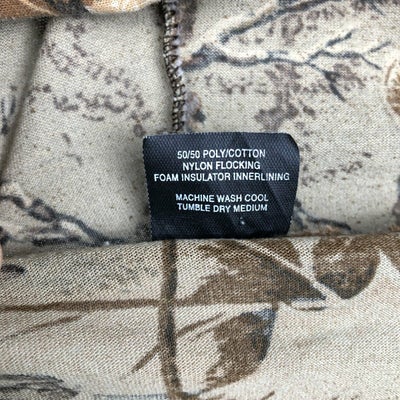 50/50 POLY/COTTON
NYLON FLOCKING
FOAM INSULATOR INNERLINING
MACHINE WASH COOL
TUMBLE DRY MEDIUM